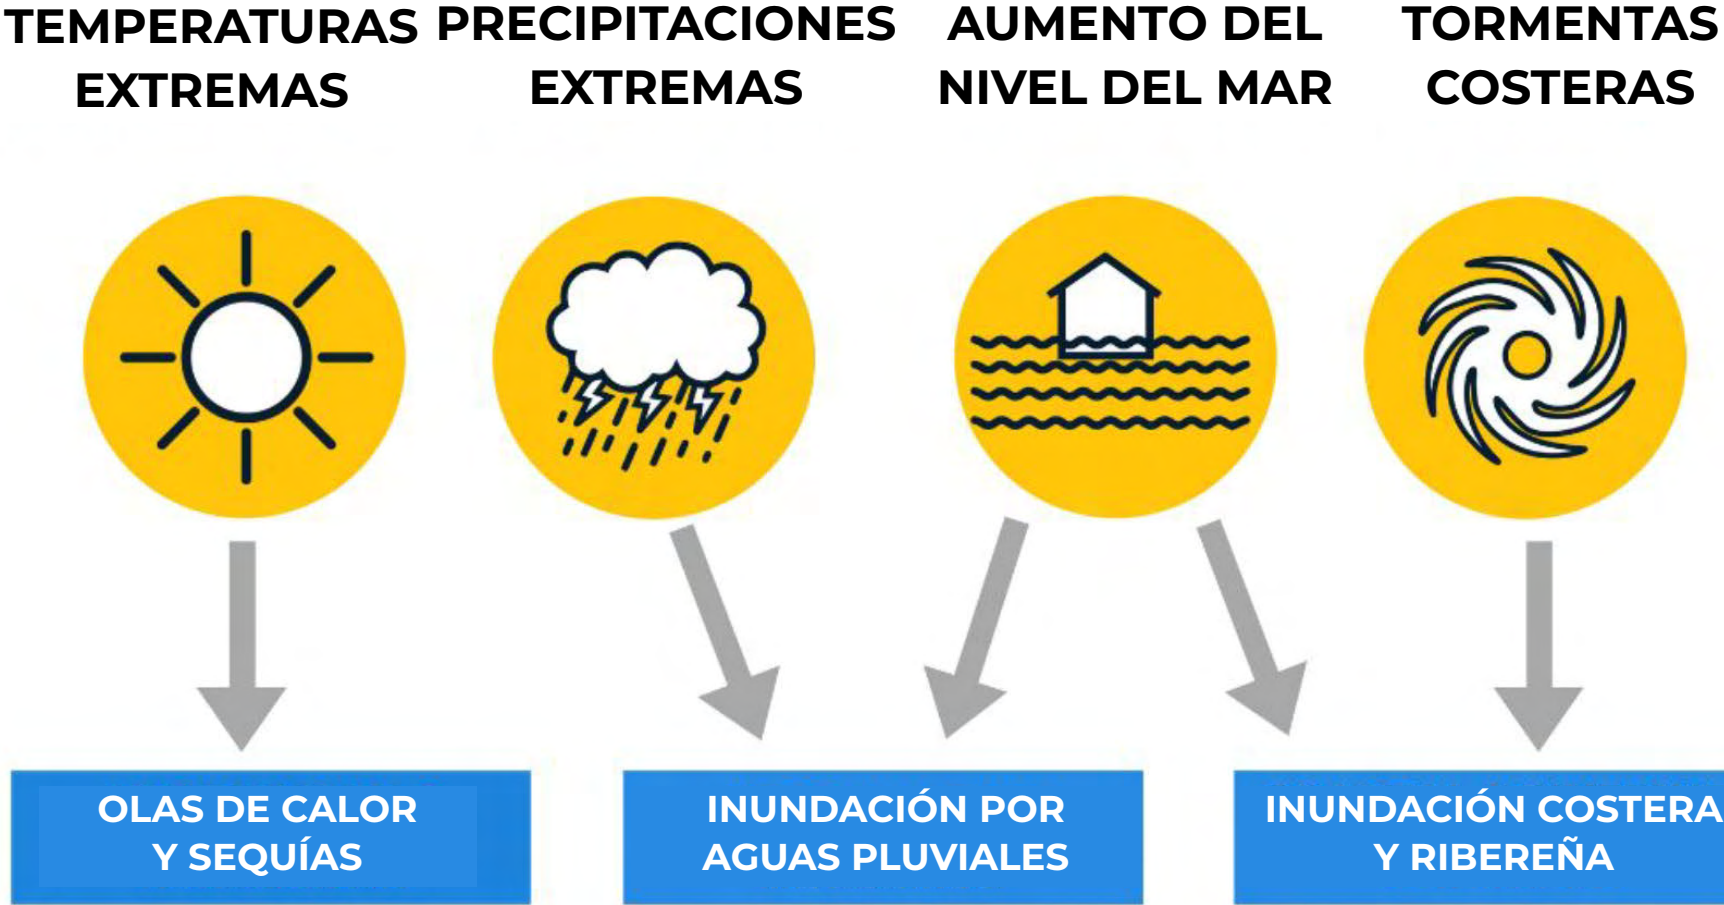 TEMPERATURAS
EXTREMAS
PRECIPITACIONES
EXTREMAS
AUMENTO DEL
NIVEL DEL MAR
TORMENTAS
COSTERAS
OLAS DE CALOR
Y SEQUÍAS
INUNDACIÓN POR
AGUAS PLUVIALES
INUNDACIÓN COSTERA
Y RIBEREÑA